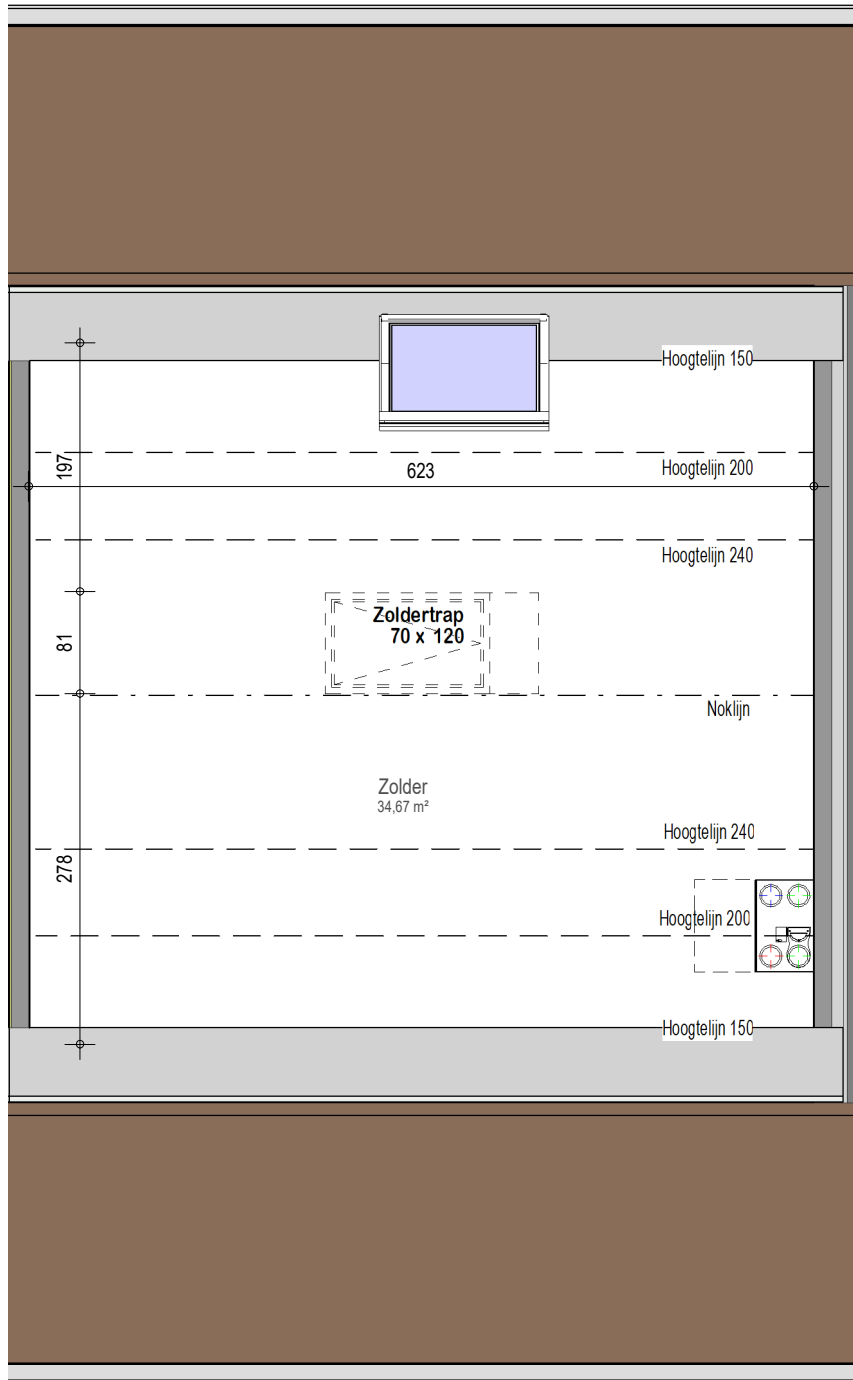 Hoogtelijn 150
197
623
Hoogtelijn 200
Hoogtelijn 240
Zoldertrap
70 x 120
81
Noklijn
Zolder
34,67 m²
Hoogtelijn 240
278
Hoogtelijn 200
Hoogtelijn 150